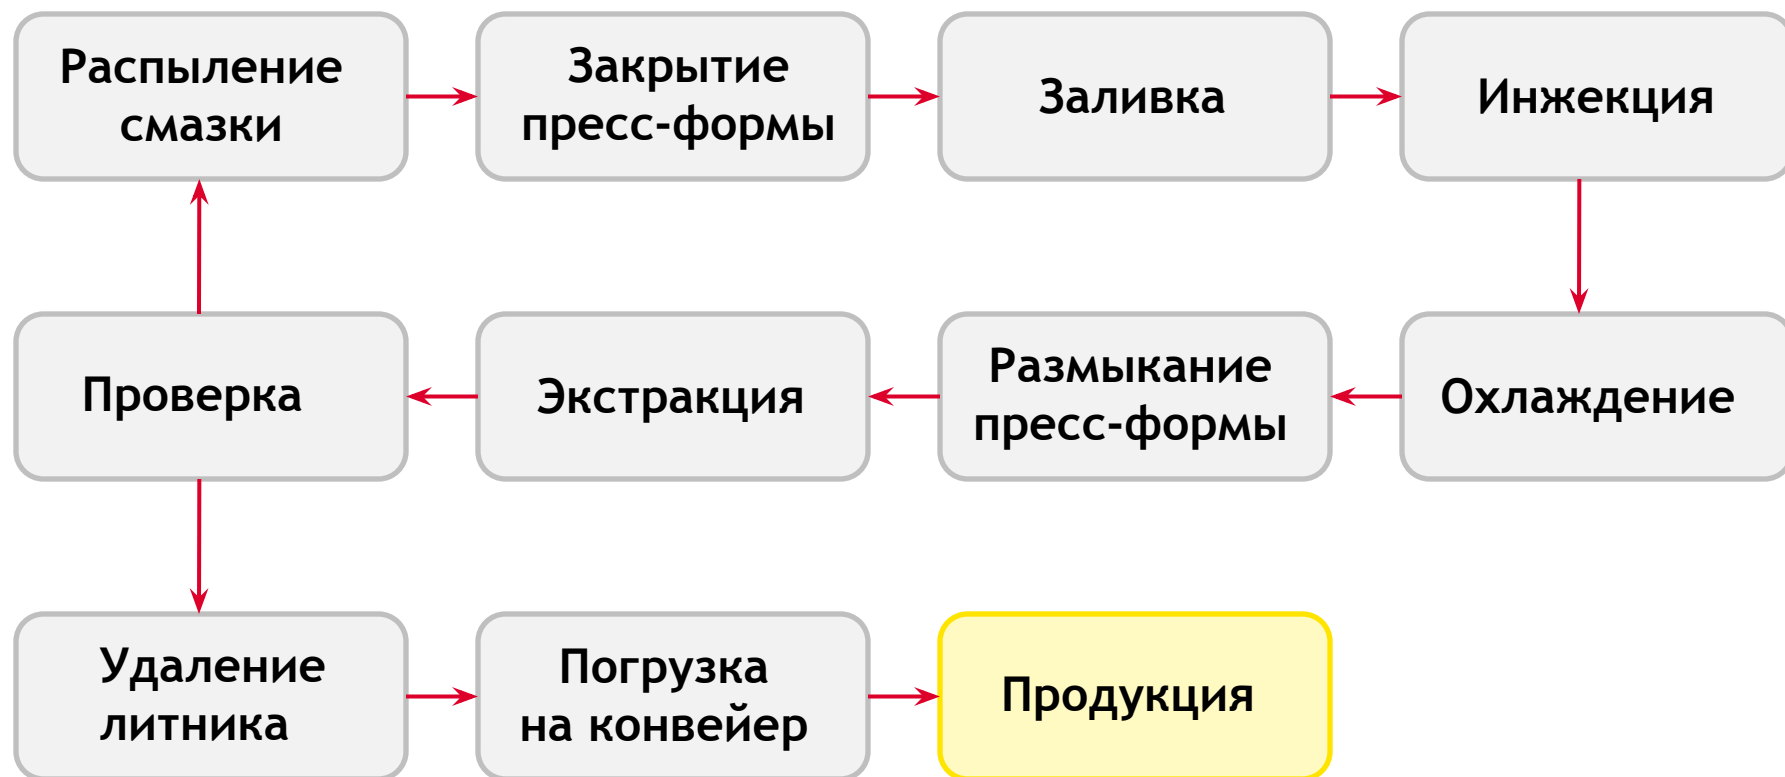 Распыление
смазки
Закрытие
пресс-формы
Заливка
Инжекция
Проверка
Экстракция
Размыкание
пресс-формы
Охлаждение
Удаление
литника
Погрузка
на конвейер
Продукция